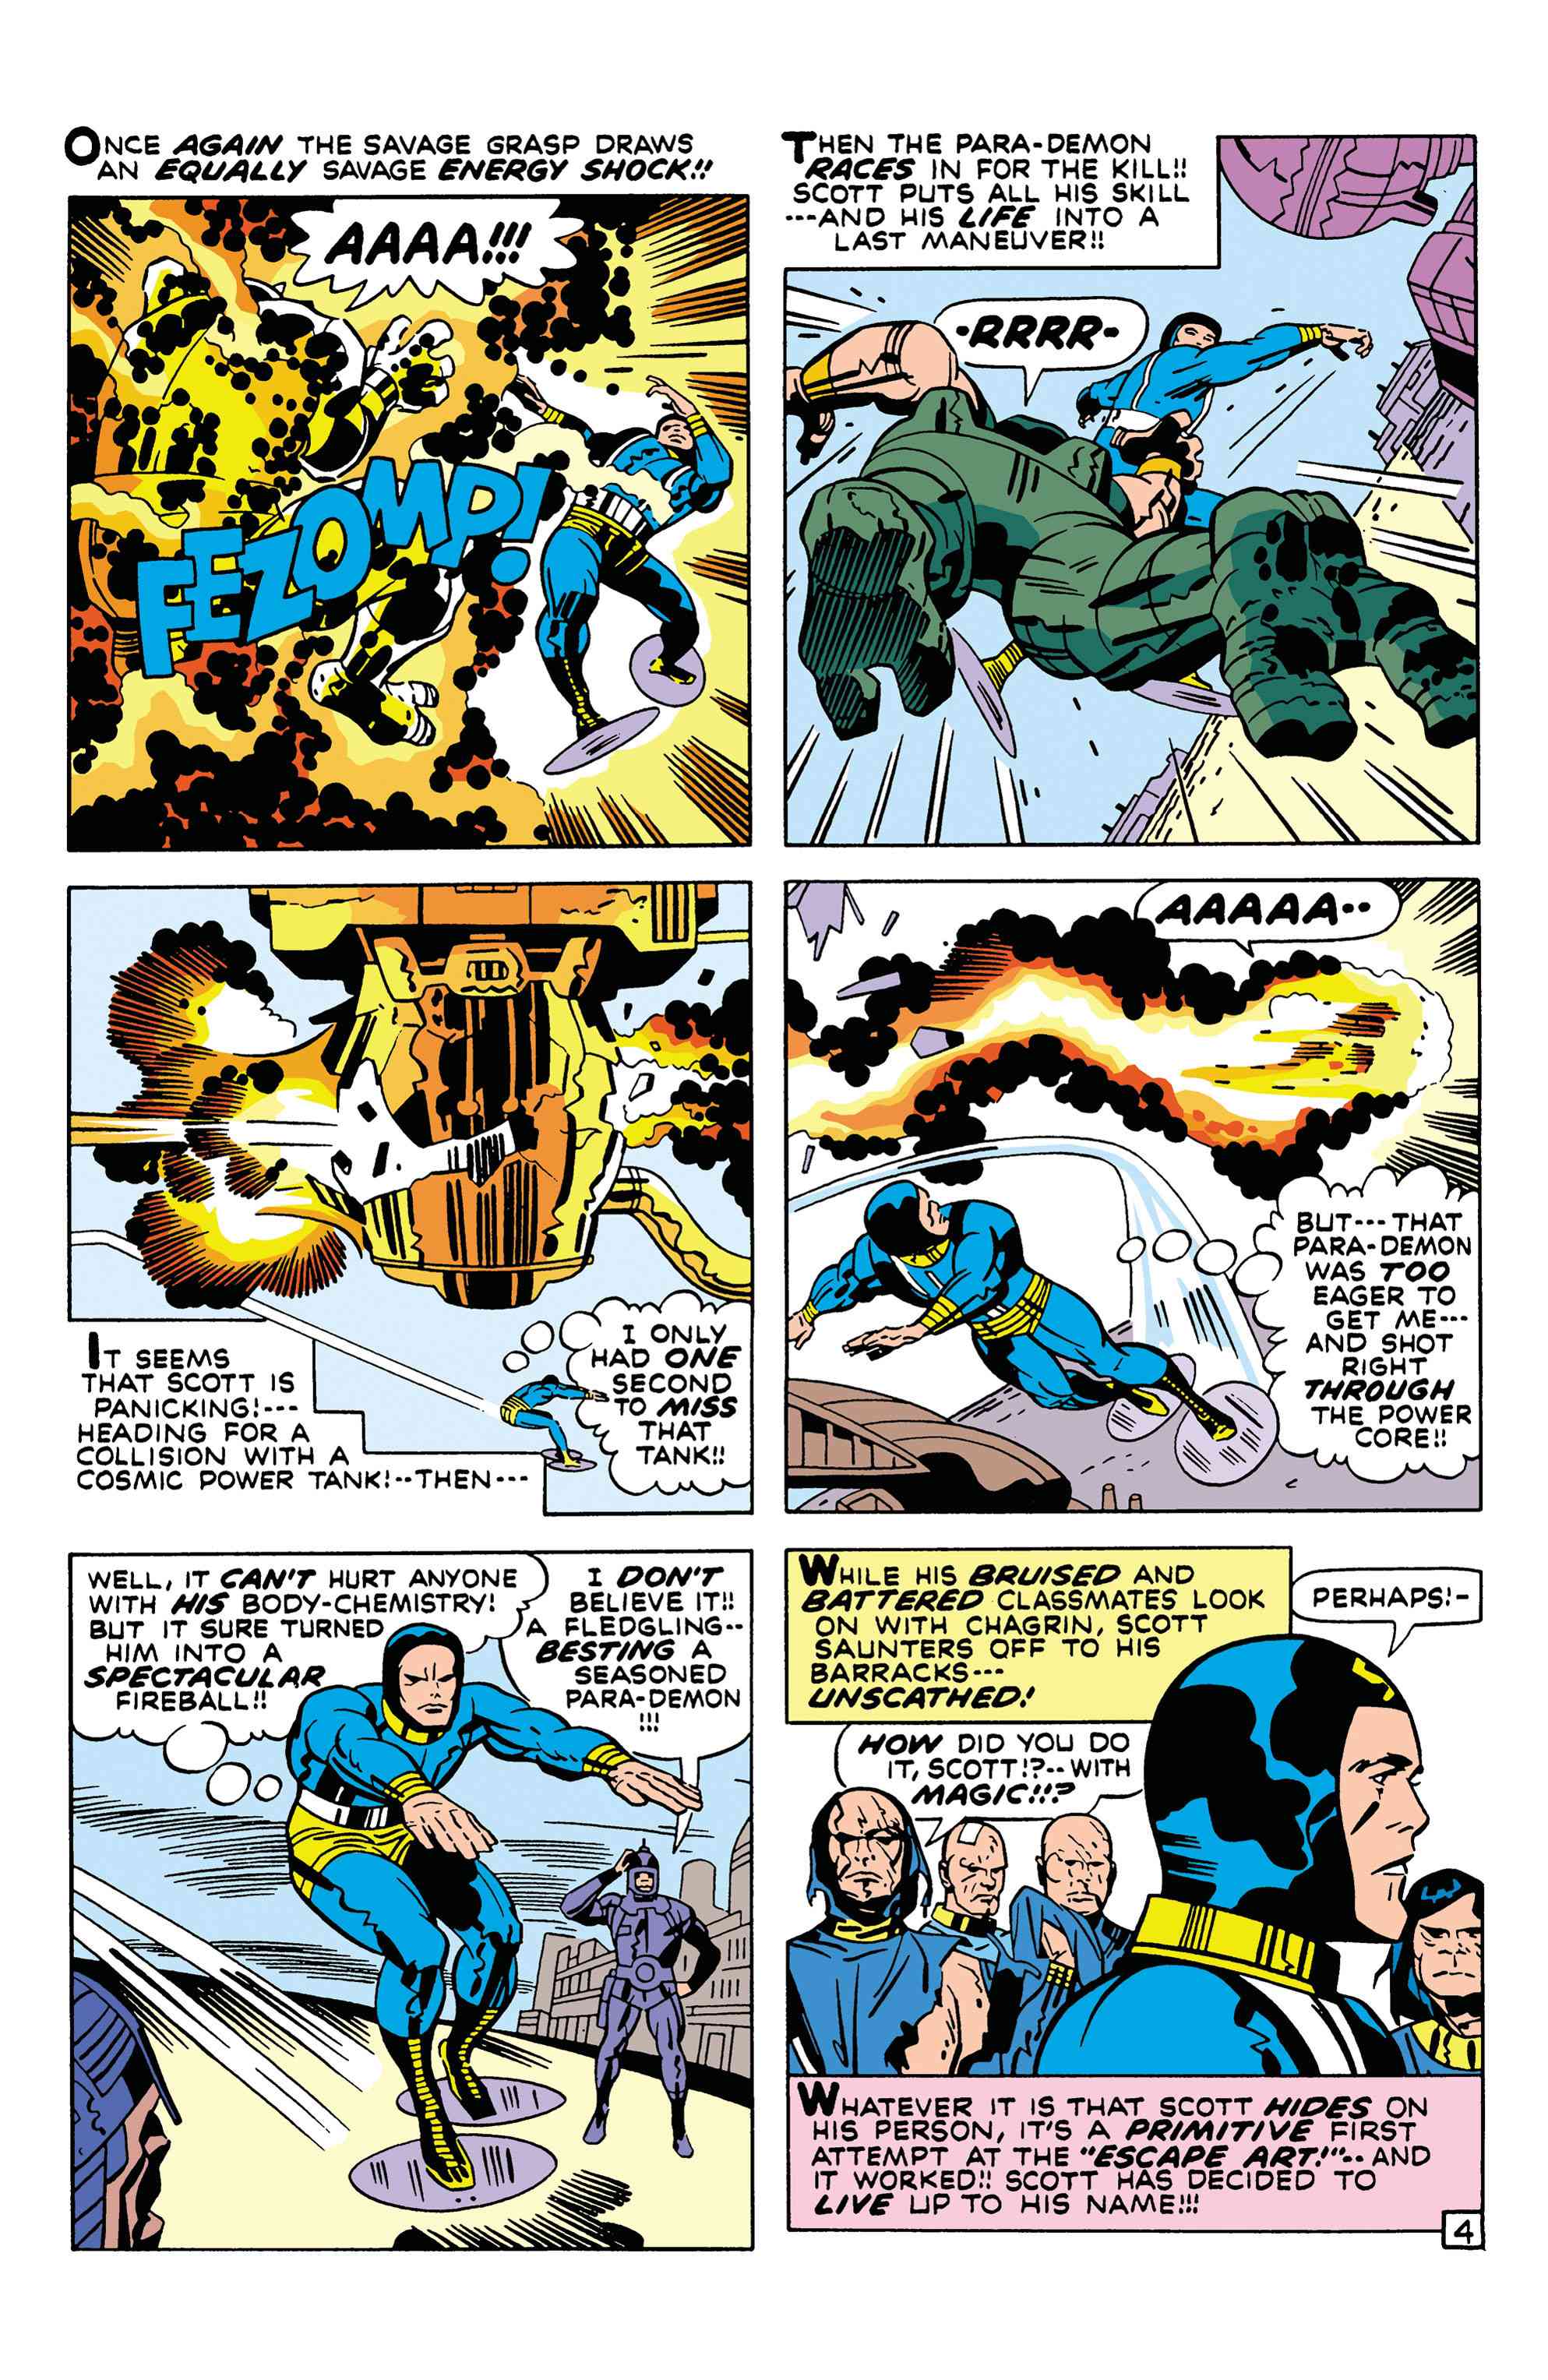 ONCE AGAIN THE SAVAGE GRASP DRAWS
AN EQUALLY SAVAGE ENERGY SHOCK!!
AAAA!!!
FEZOMP!
THEN THE PARA-DEMON
RACES IN FOR THE KILL!!
SCOTT PUTS ALL HIS SKILL
---AND HIS LIFE INTO A
LAST MANEUVER!!
-RRRR-
IT SEEMS
THAT SCOTT IS
PANICKING!---
HEADING FOR A
COLLISION WITH A
COSMIC POWER TANK!--THEN---
I ONLY
HAD ONE
SECOND
TO MISS
THAT
TANK!!
AAAAA--
BUT---THAT
PARA-DEMON
WAS TOO
EAGER TO
GET ME---
AND SHOT
RIGHT
THROUGH
THE POWER
CORE!!
WELL, IT CAN'T HURT ANYONE
WITH HIS BODY-CHEMISTRY!
BUT IT SURE TURNED
HIM INTO A
SPECTACULAR
FIREBALL!!
I DON'T
BELIEVE IT!!
A FLEDGLING--
BESTING A
SEASONED
PARA-DEMON
!!!
WHILE HIS BRUISED AND
BATTERED CLASSMATES LOOK
ON WITH CHAGRIN, SCOTT
SAUNTERS OFF TO HIS
BARRACKS---
UNSCATHED!
PERHAPS!-
HOW DID YOU DO
IT, SCOTT!?--WITH
MAGIC!!?
WHATEVER IT IS THAT SCOTT HIDES ON
HIS PERSON, IT'S A PRIMITIVE FIRST
ATTEMPT AT THE "ESCAPE ART!"--AND
IT WORKED!! SCOTT HAS DECIDED TO
LIVE UP TO HIS NAME!!!
4